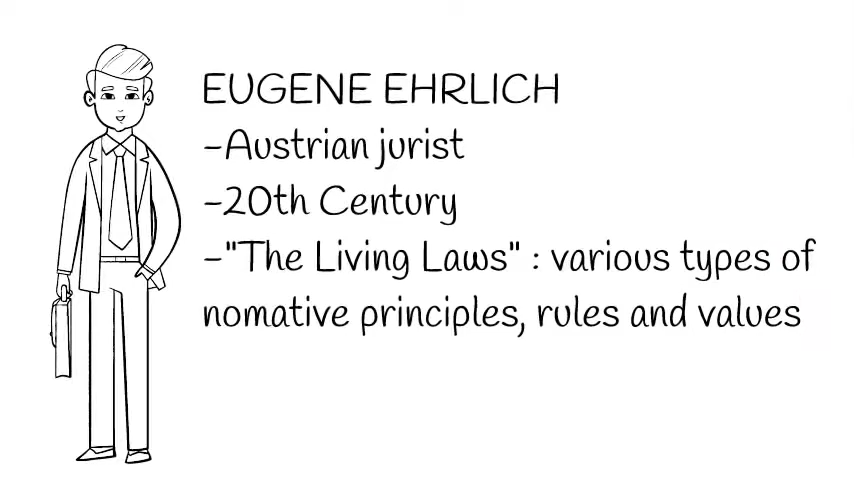 EUGENE EHRLICH
-Austrian jurist
-20th Century
-"The Living Laws" : various types of
nomative principles, rules and values